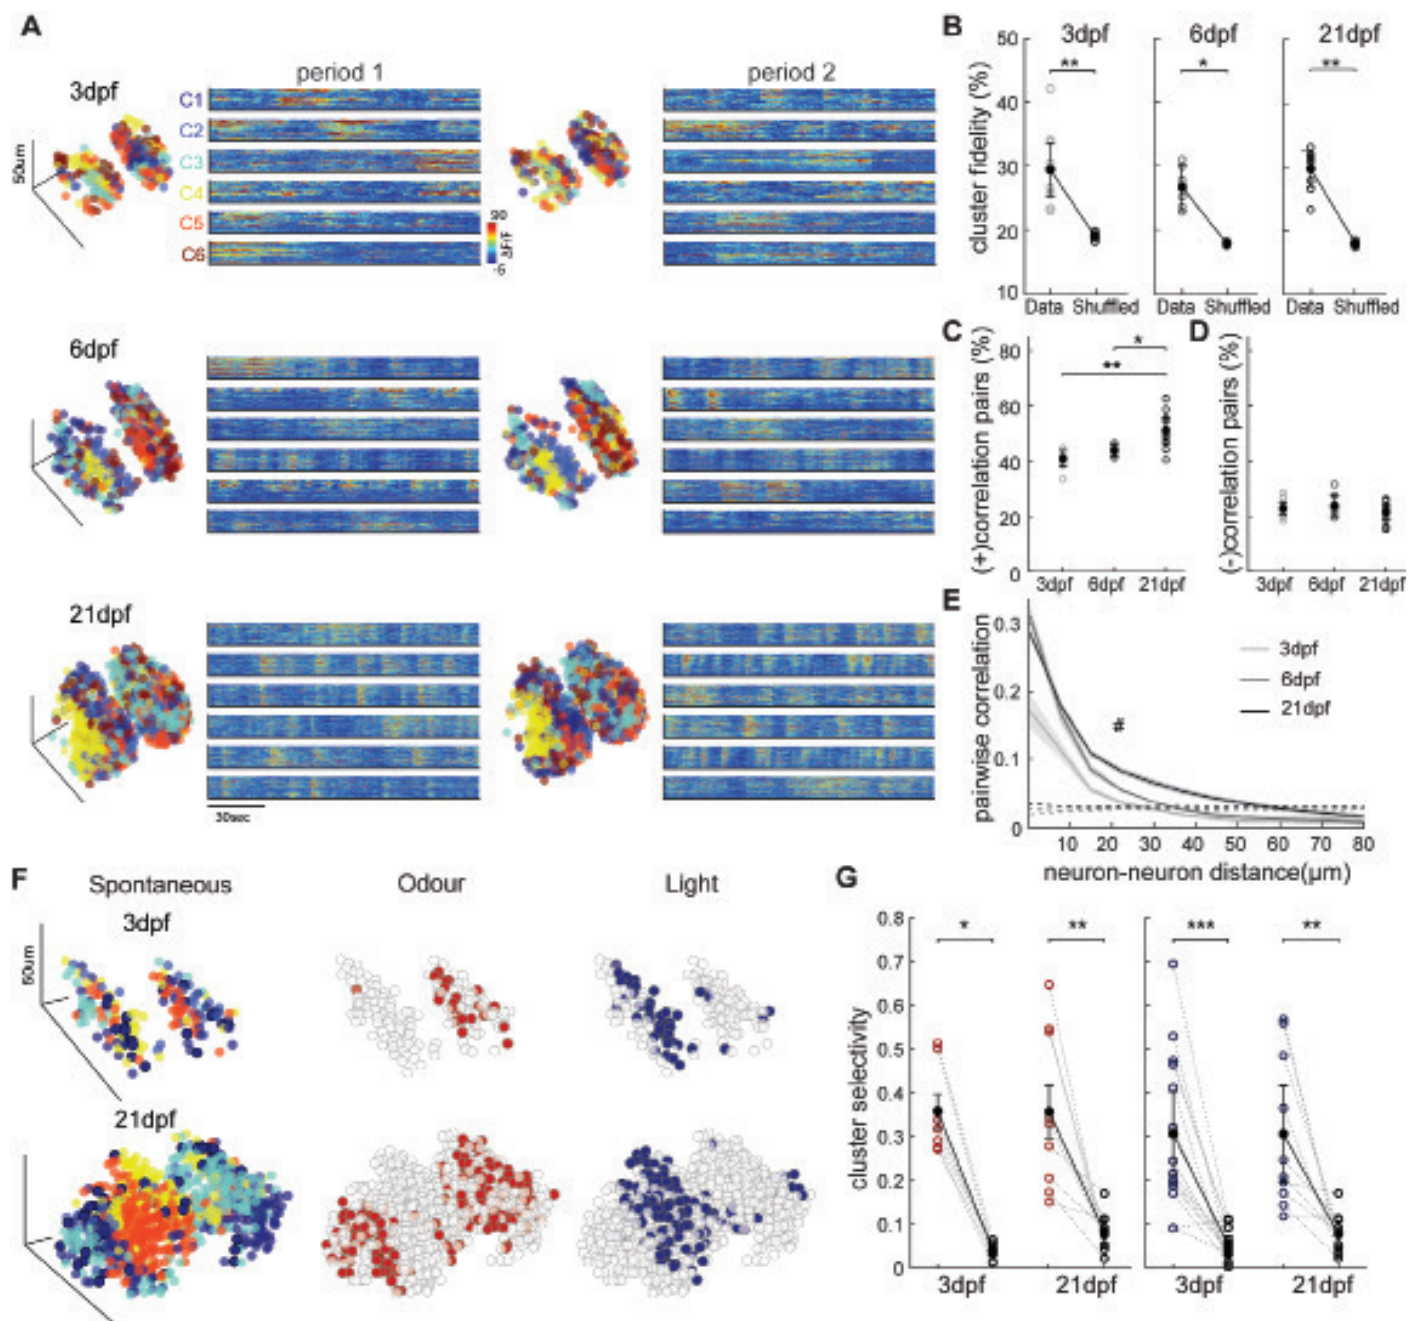 A
period 1
period 2
3dpf
50um
C1
C2
C3
C4
C5
C6
90
ΔF/F
-6
6dpf
21dpf
30sec
B
3dpf
6dpf
21dpf
cluster fidelity (%)
50
40
30
20
10
**
*
**
Data Shuffled
Data Shuffled
Data Shuffled
C
(+)correlation pairs (%)
80
60
40
20
0
*
**
3dpf 6dpf 21dpf
D
(-)correlation pairs (%)
3dpf 6dpf 21dpf
E
pairwise correlation
0.3
0.2
0.1
0
#
3dpf
6dpf
21dpf
10 20 30 40 50 60 70 80
neuron-neuron distance(µm)
F
Spontaneous
Odour
Light
3dpf
50um
21dpf
G
cluster selectivity
0.8
0.7
0.6
0.5
0.4
0.3
0.2
0.1
0
*
**
***
**
3dpf 21dpf
3dpf 21dpf